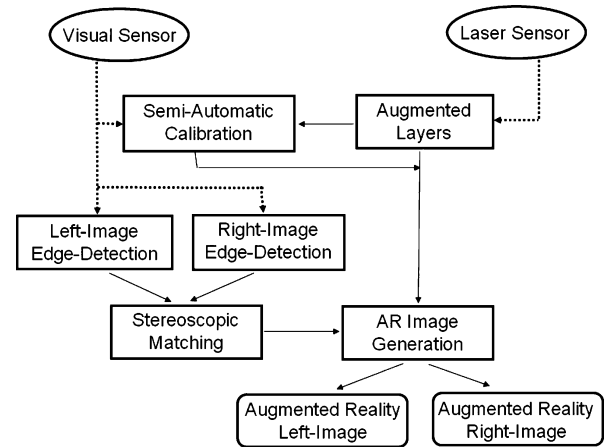 Visual Sensor
Laser Sensor
Semi-Automatic
Calibration
Augmented
Layers
Left-Image
Edge-Detection
Right-Image
Edge-Detection
Stereoscopic
Matching
AR Image
Generation
Augmented Reality
Left-Image
Augmented Reality
Right-Image